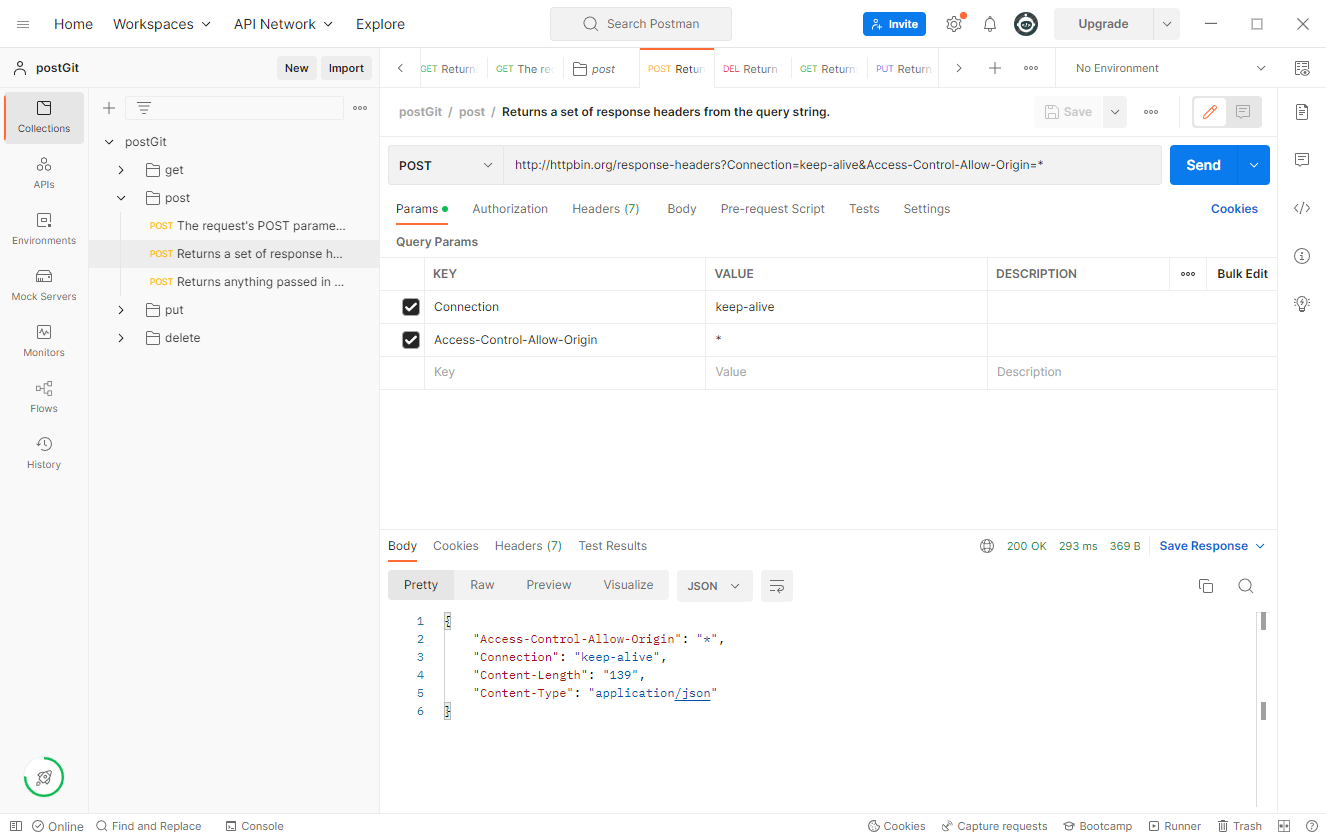 Home Workspaces API Network Explore Search Postman Invite Upgrade
postGit New Import GET Return GET The re post POST Retur DEL Return GET Return PUT Return No Environment
Collections
APIs
Environments
Mock Servers
Monitors
Flows
History
postGit
get
post
POST The request's POST parame...
POST Returns a set of response h...
POST Returns anything passed in ...
put
delete
postGit / post / Returns a set of response headers from the query string. Save
POST http://httpbin.org/response-headers?Connection=keep-alive&Access-Control-Allow-Origin=* Send
Params Authorization Headers (7) Body Pre-request Script Tests Settings Cookies
Query Params
KEY VALUE DESCRIPTION Bulk Edit
Connection keep-alive
Access-Control-Allow-Origin *
Key Value Description
Body Cookies Headers (7) Test Results 200 OK 293 ms 369 B Save Response
Pretty Raw Preview Visualize JSON
1 {
2 "Access-Control-Allow-Origin": "*",
3 "Connection": "keep-alive",
4 "Content-Length": "139",
5 "Content-Type": "application/json"
6 }
Online Find and Replace Console Cookies Capture requests Bootcamp Runner Trash